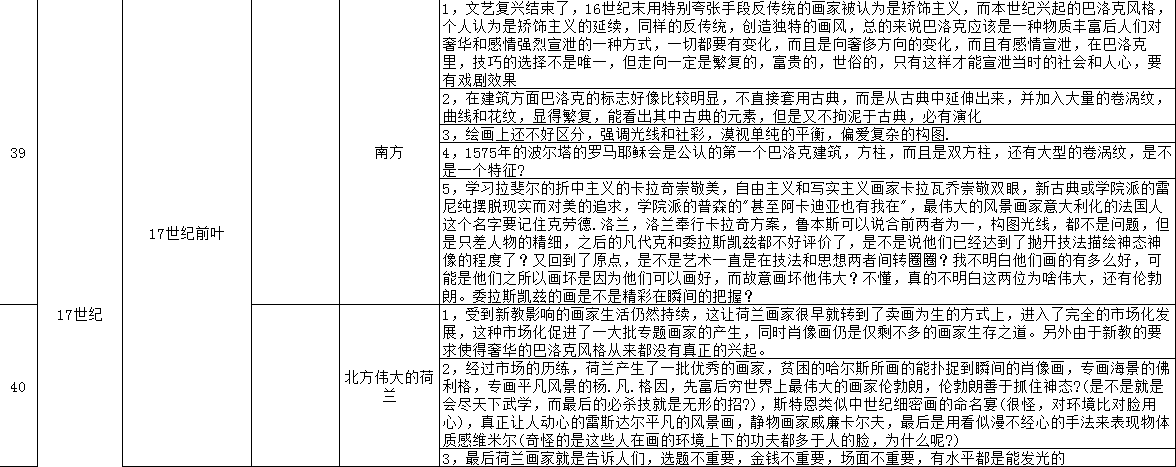 1，文艺复兴结束了，16世纪末用特别夸张手段反传统的画家被认为是矫饰主义，而本世纪兴起的巴洛克风格，
个人认为是矫饰主义的延续，同样的反传统，创造独特的画风，总的来说巴洛克应该是一种物质丰富后人们对
奢华和感情强烈宣泄的一种方式，一切都要有变化，而且是向奢侈方向的变化，而且有感情宣泄，在巴洛克
里，技巧的选择不是唯一，但走向一定是繁复的，富贵的，世俗的，只有这样才能宣泄当时的社会和人心，要
有戏剧效果
2，在建筑方面巴洛克的标志好像比较明显，不直接套用古典，而是从古典中延伸出来，并加入大量的卷涡纹，
曲线和花纹，显得繁复，能看出其中古典的元素，但是又不拘泥于古典，必有演化
3，绘画上还不好区分，强调光线和社彩，漠视单纯的平衡，偏爱复杂的构图.
39
南方
4，1575年的波尔塔的罗马耶稣会是公认的第一个巴洛克建筑，方柱，而且是双方柱，还有大型的卷涡纹，是不
是一个特征?
17世纪前叶
5，学习拉斐尔的折中主义的卡拉奇崇敬美，自由主义和写实主义画家卡拉瓦乔崇敬双眼，新古典或学院派的雷
尼纯摆脱现实而对美的追求，学院派的普森的"甚至阿卡迪亚也有我在"，最伟大的风景画家意大利化的法国人
这个名字要记住克劳德.洛兰，洛兰奉行卡拉奇方案，鲁本斯可以说合前两者为一，构图光线，都不是问题，但
是只差人物的精细，之后的凡代克和委拉斯凯兹都不好评价了，是不是说他们已经达到了抛开技法描绘神态神
像的程度了？又回到了原点，是不是艺术一直是在技法和思想两者间转圈圈？我不明白他们画的有多么好，可
能是他们之所以画坏是因为他们可以画好，而故意画坏他伟大？不懂，真的不明白这两位为啥伟大，还有伦勃
朗。委拉斯凯兹的画是不是精彩在瞬间的把握？
17世纪
40
北方伟大的荷
兰
1，受到新教影响的画家生活仍然持续，这让荷兰画家很早就转到了卖画为生的方式上，进入了完全的市场化发
展，这种市场化促进了一大批专题画家的产生，同时肖像画仍是仅剩不多的画家生存之道。另外由于新教的要
求使得奢华的巴洛克风格从来都没有真正的兴起。
2，经过市场的历练，荷兰产生了一批优秀的画家，贫困的哈尔斯所画的能扑捉到瞬间的肖像画，专画海景的佛
利格，专画平凡风景的杨.凡.格因，先富后穷世界上最伟大的画家伦勃朗，伦勃朗善于抓住神态?(是不是就是
会尽天下武学，而最后的必杀技就是无形的招?)，斯特恩类似中世纪细密画的命名宴(很怪，对环境比对脸用
心)，真正让人动心的雷斯达尔平凡的风景画，静物画家威廉卡尔夫，最后是用看似漫不经心的手法来表现物体
质感维米尔(奇怪的是这些人在画的环境上下的功夫都多于人的脸，为什么呢?)
3，最后荷兰画家就是告诉人们，选题不重要，金钱不重要，场面不重要，有水平都是能发光的